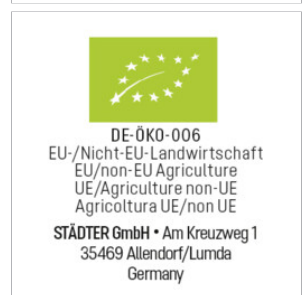 DE-ÖKO-006
EU-/Nicht-EU-Landwirtschaft
EU/non-EU Agriculture
UE/Agriculture non-UE
Agricoltura UE/non UE
STÄDTER GmbH • Am Kreuzweg 1
35469 Allendorf/Lumda
Germany